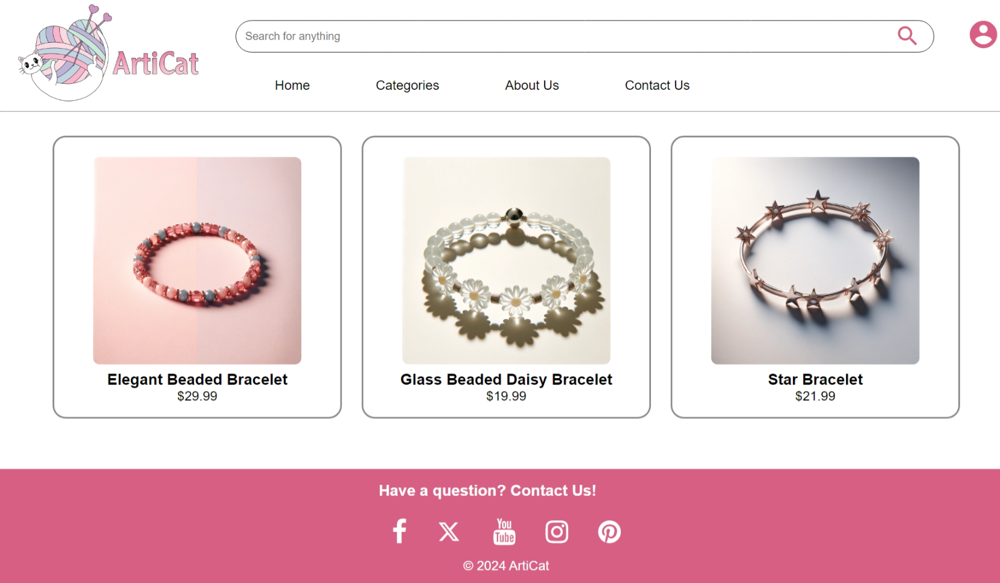 ArtiCat
Search for anything
Home Categories About Us Contact Us
Elegant Beaded Bracelet
$29.99
Glass Beaded Daisy Bracelet
$19.99
Star Bracelet
$21.99
Have a question? Contact Us!
You
Tube
© 2024 ArtiCat